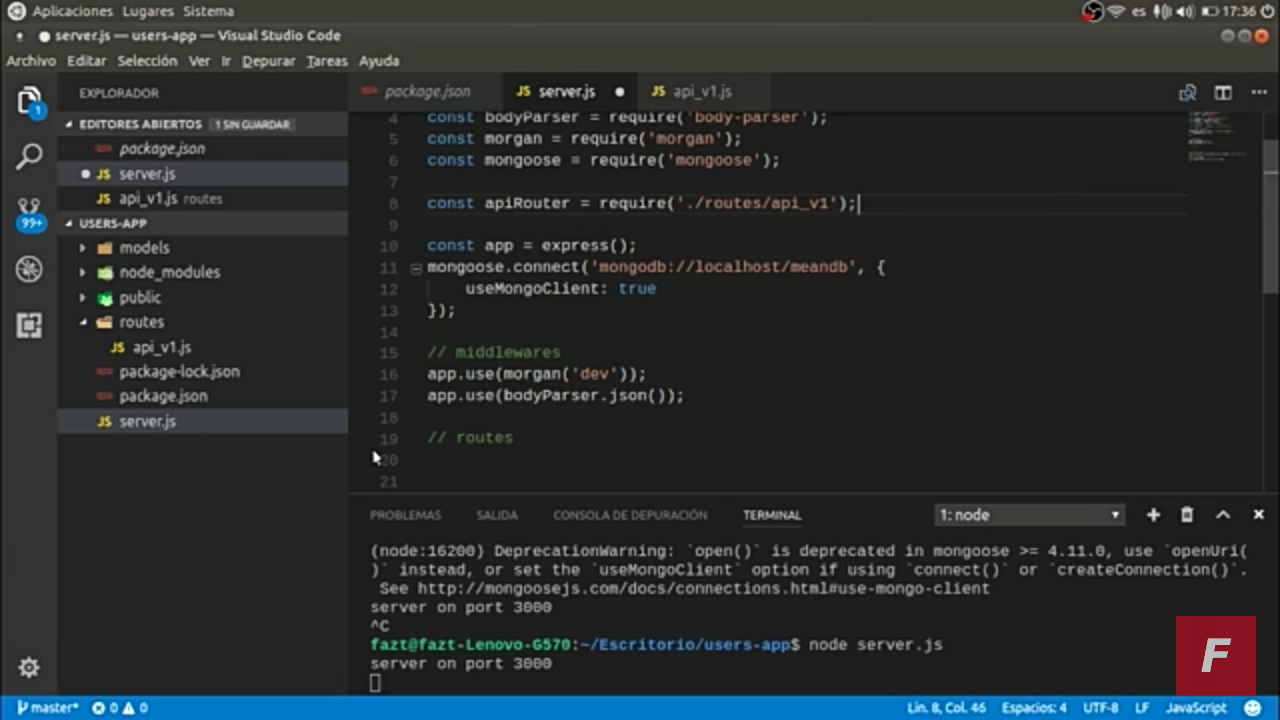 Aplicaciones Lugares Sistema
es
17:36
server.js — users-app — Visual Studio Code
Archivo Editar Selección Ver Ir Depurar Tareas Ayuda
EXPLORADOR
EDITORES ABIERTOS 1 SIN GUARDAR
package.json
JS server.js
JS api_v1.js routes
USERS-APP
models
node_modules
public
routes
JS api_v1.js
package-lock.json
package.json
JS server.js
1
99+
package.json JS server.js JS api_v1.js
4 const bodyParser = require('body-parser');
5 const morgan = require('morgan');
6 const mongoose = require('mongoose');
7
8 const apiRouter = require('./routes/api_v1');
9
10 const app = express();
11 mongoose.connect('mongodb://localhost/meandb', {
12 useMongoClient: true
13 });
14
15 // middlewares
16 app.use(morgan('dev'));
17 app.use(bodyParser.json());
18
19 // routes
20
21
PROBLEMAS SALIDA CONSOLA DE DEPURACIÓN TERMINAL 1: node
(node:16200) DeprecationWarning: `open()` is deprecated in mongoose >= 4.11.0, use `openUri(
)` instead, or set the `useMongoClient` option if using `connect()` or `createConnection()`.
See http://mongoosejs.com/docs/connections.html#use-mongo-client
server on port 3000
^C
fazt@fazt-Lenovo-G570:~/Escritorio/users-app$ node server.js
server on port 3000
F
master* 0 0 Lín. 8, Col. 46 Espacios: 4 UTF-8 LF JavaScript